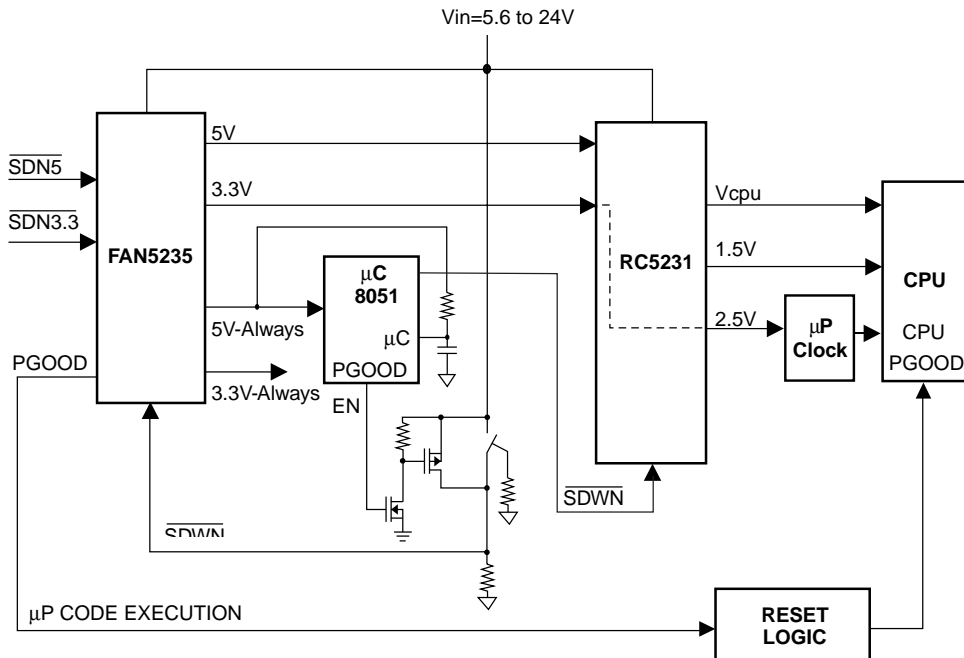 Vin=5.6 to 24V
SDN5
SDN3.3
FAN5235
5V
3.3V
5V-Always
3.3V-Always
PGOOD
μC
8051
μC
PGOOD
EN
RC5231
Vcpu
1.5V
2.5V
μP
Clock
CPU
CPU
PGOOD
SDWN
SDWN
μP CODE EXECUTION
RESET
LOGIC